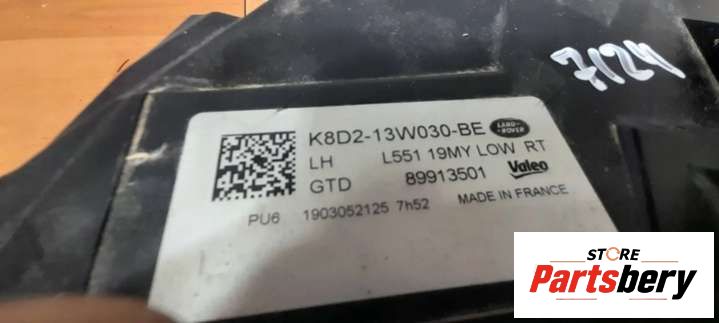 7124
K8D2-13W030-BE LAND-ROVER
LH L551 19MY LOW RT
GTD 89913501 Valeo
PU6 1903052125 7h52 MADE IN FRANCE
STORE
Partsbery